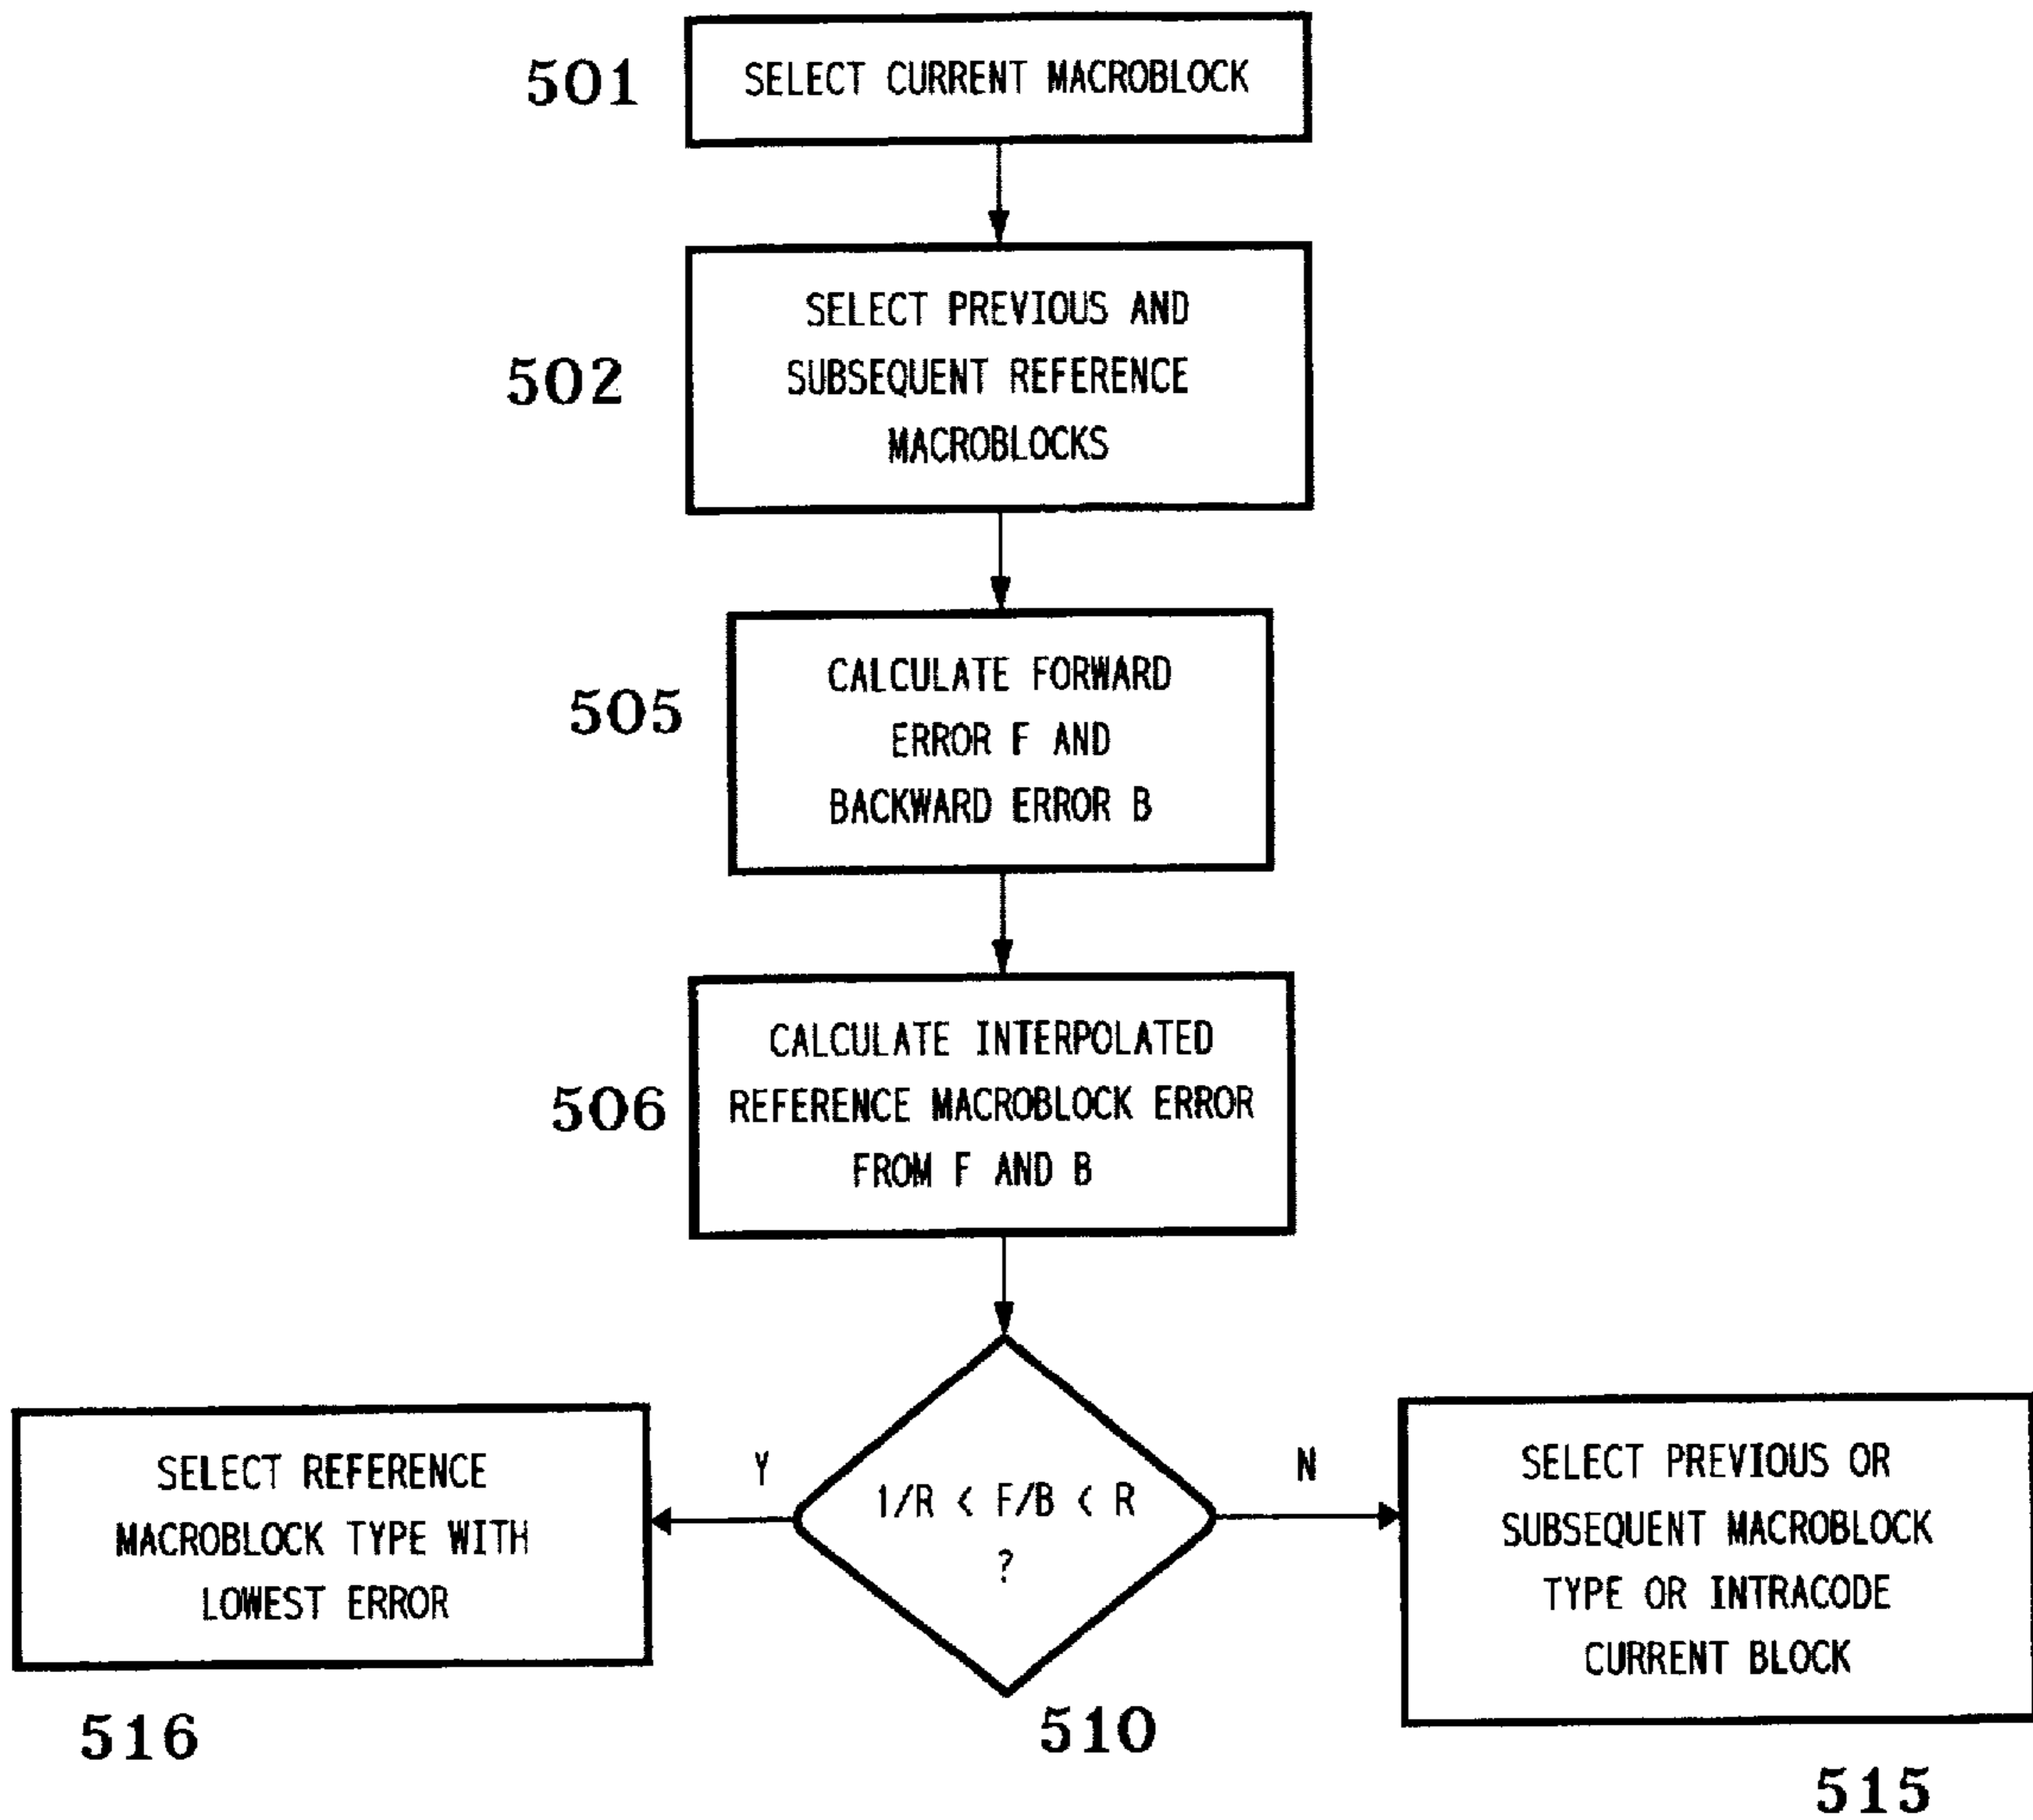 501
SELECT CURRENT MACROBLOCK
502
SELECT PREVIOUS AND
SUBSEQUENT REFERENCE
MACROBLOCKS
505
CALCULATE FORWARD
ERROR F AND
BACKWARD ERROR B
506
CALCULATE INTERPOLATED
REFERENCE MACROBLOCK ERROR
FROM F AND B
1/R < F/B < R
?
510
Y
SELECT REFERENCE
MACROBLOCK TYPE WITH
LOWEST ERROR
516
N
SELECT PREVIOUS OR
SUBSEQUENT MACROBLOCK
TYPE OR INTRACODE
CURRENT BLOCK
515